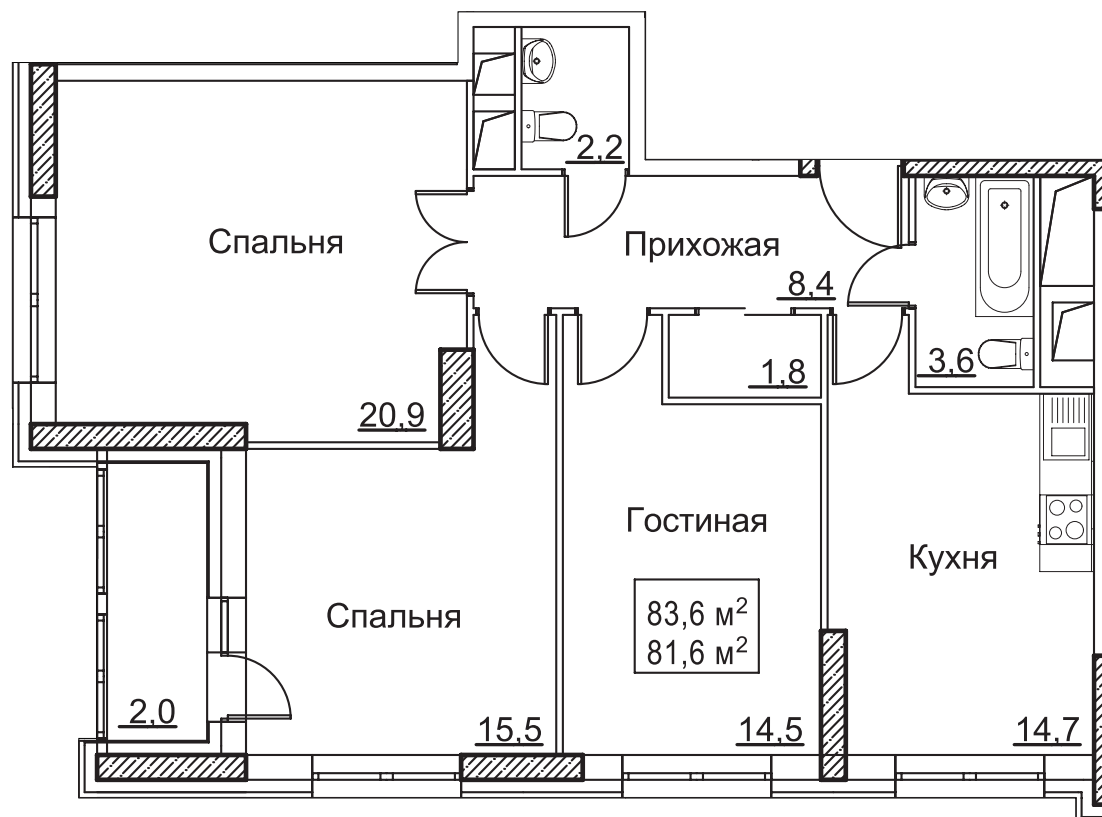 2,2
Спальня
Прихожая
8,4
3,6
1,8
20,9
Гостиная
Кухня
Спальня
83,6 м²
81,6 м²
2,0
15,5
14,5
14,7